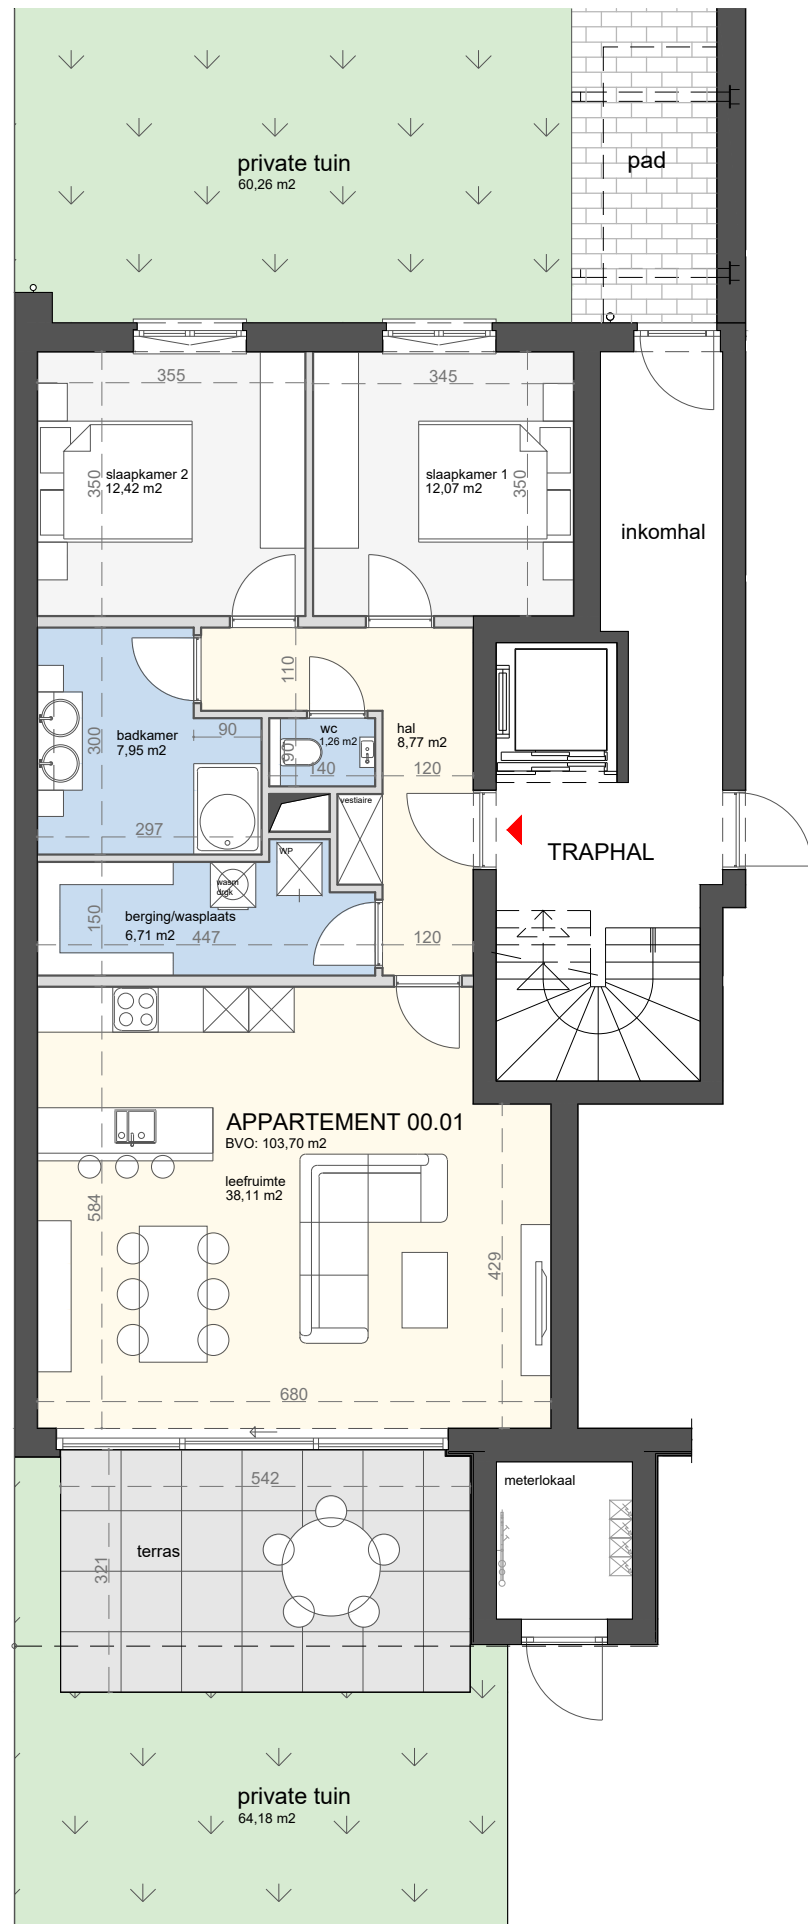 private tuin
60,26 m2
pad
355
345
slaapkamer 2
12,42 m2
350
slaapkamer 1
12,07 m2
350
inkomhal
110
badkamer
7,95 m2
300
90
wc
1,26 m2
90
140
hal
8,77 m2
120
vestiaire
297
WP
wasm
drgk
TRAPHAL
berging/wasplaats
6,71 m2
150
447
120
APPARTEMENT 00.01
BVO: 103,70 m2
leefruimte
38,11 m2
584
429
680
542
meterlokaal
terras
321
private tuin
64,18 m2